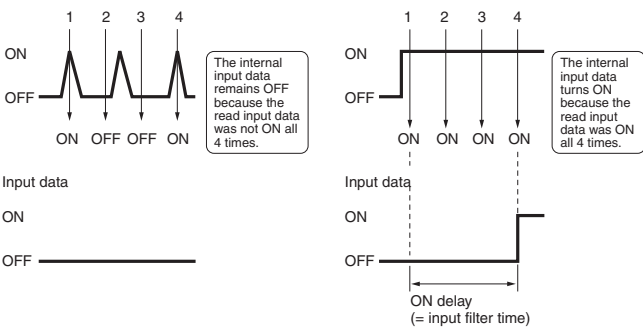 1 2 3 4
ON
OFF
ON OFF OFF ON
The internal
input data
remains OFF
because the
read input data
was not ON all
4 times.
Input data
ON
OFF
1 2 3 4
ON
OFF
ON ON ON ON
The internal
input data
turns ON
because the
read input
data was ON
all 4 times.
Input data
ON
OFF
ON delay
(= input filter time)